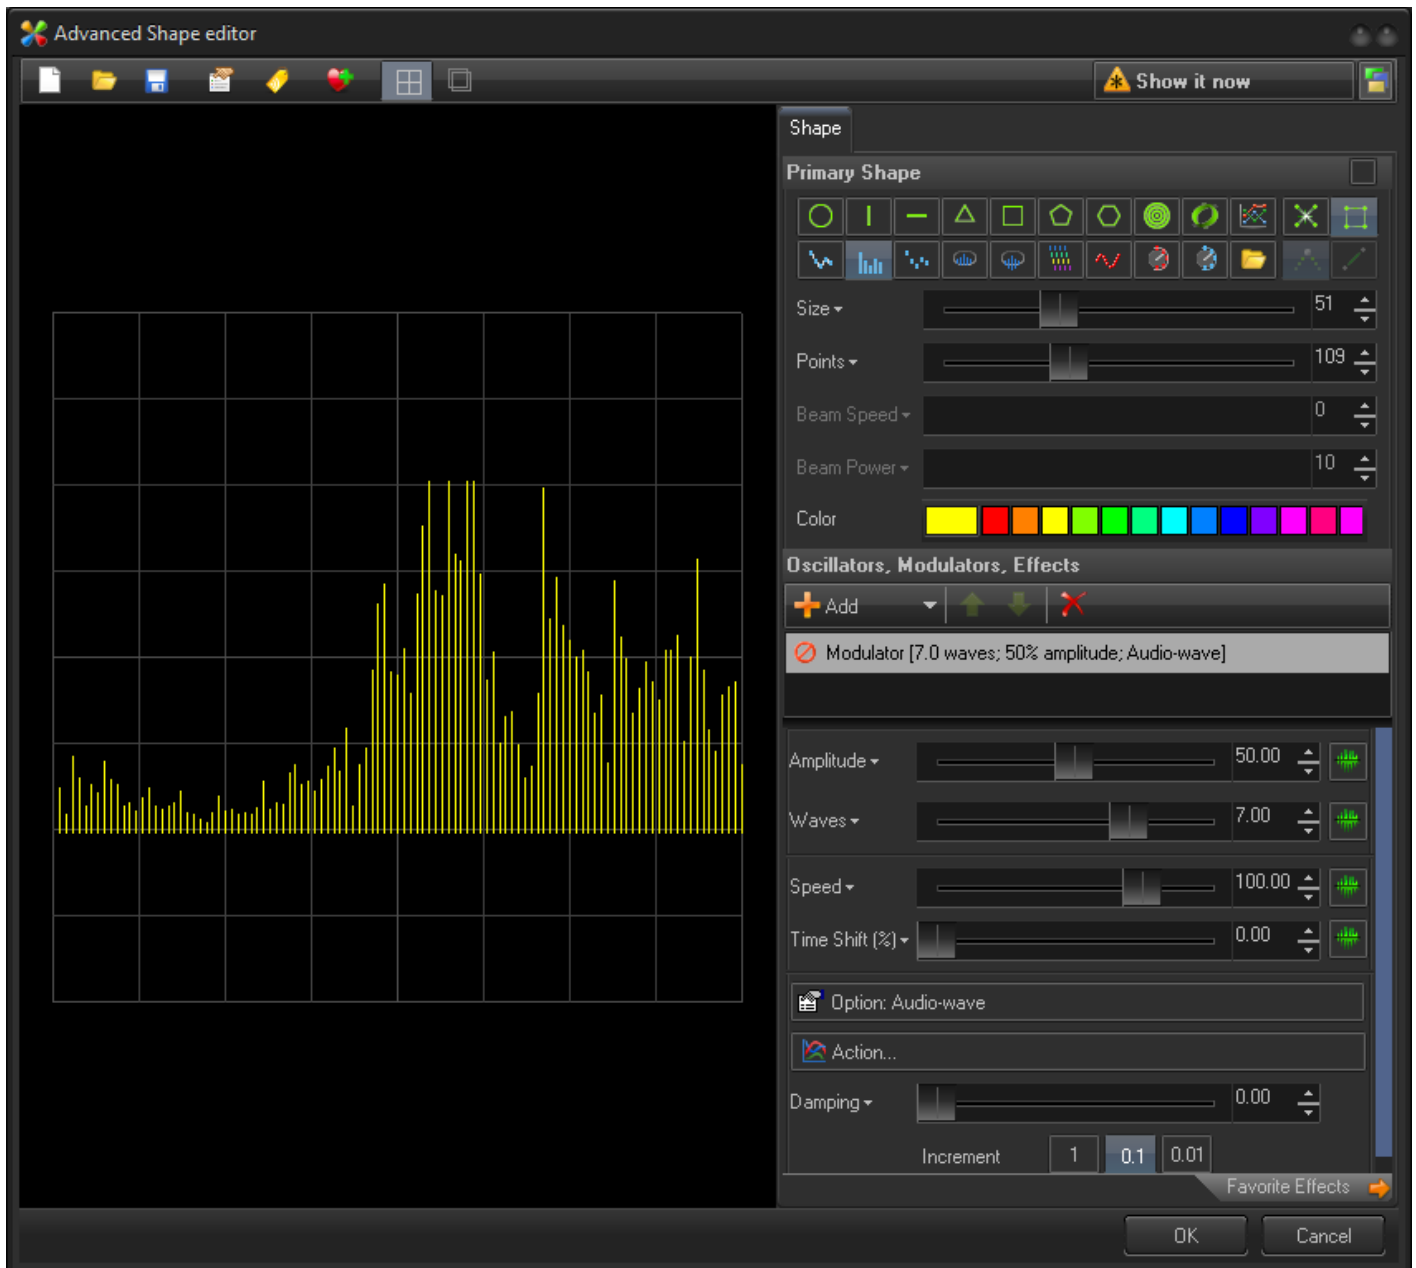 Advanced Shape editor
Show it now
Shape
Primary Shape
Size 51
Points 109
Beam Speed 0
Beam Power 10
Color
Oscillators, Modulators, Effects
Add
Modulator [7.0 waves; 50% amplitude; Audio-wave]
Amplitude 50.00
Waves 7.00
Speed 100.00
Time Shift (%) 0.00
Option: Audio-wave
Action...
Damping 0.00
Increment 1 0.1 0.01
Favorite Effects
OK Cancel